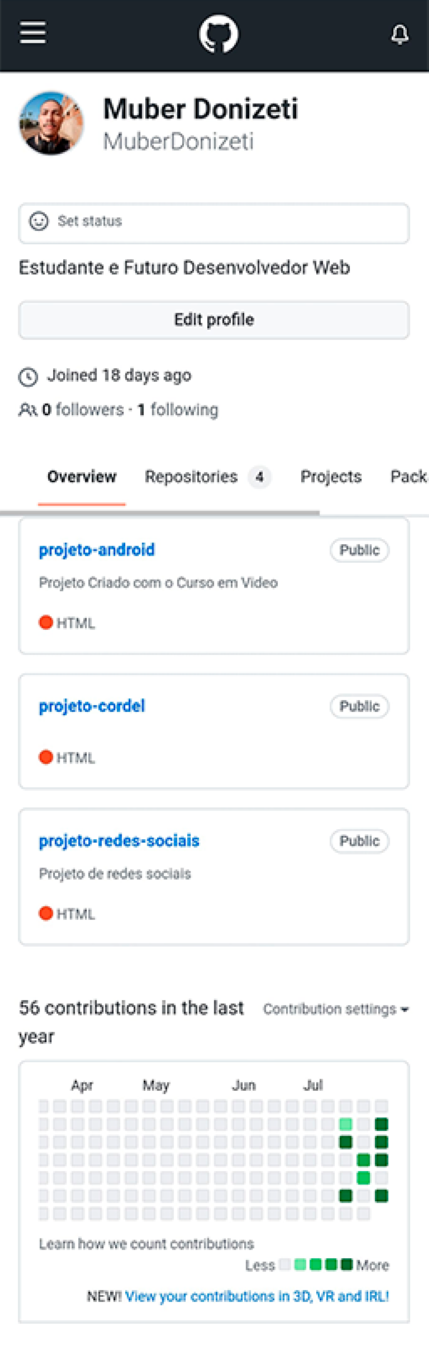 Muber Donizeti
MuberDonizeti
Set status
Estudante e Futuro Desenvolvedor Web
Edit profile
Joined 18 days ago
0 followers · 1 following
Overview Repositories 4 Projects Pack
projeto-android Public
Projeto Criado com o Curso em Video
HTML
projeto-cordel Public
HTML
projeto-redes-sociais Public
Projeto de redes sociais
HTML
56 contributions in the last year Contribution settings
Apr May Jun Jul
Learn how we count contributions
Less More
NEW! View your contributions in 3D, VR and IRL!